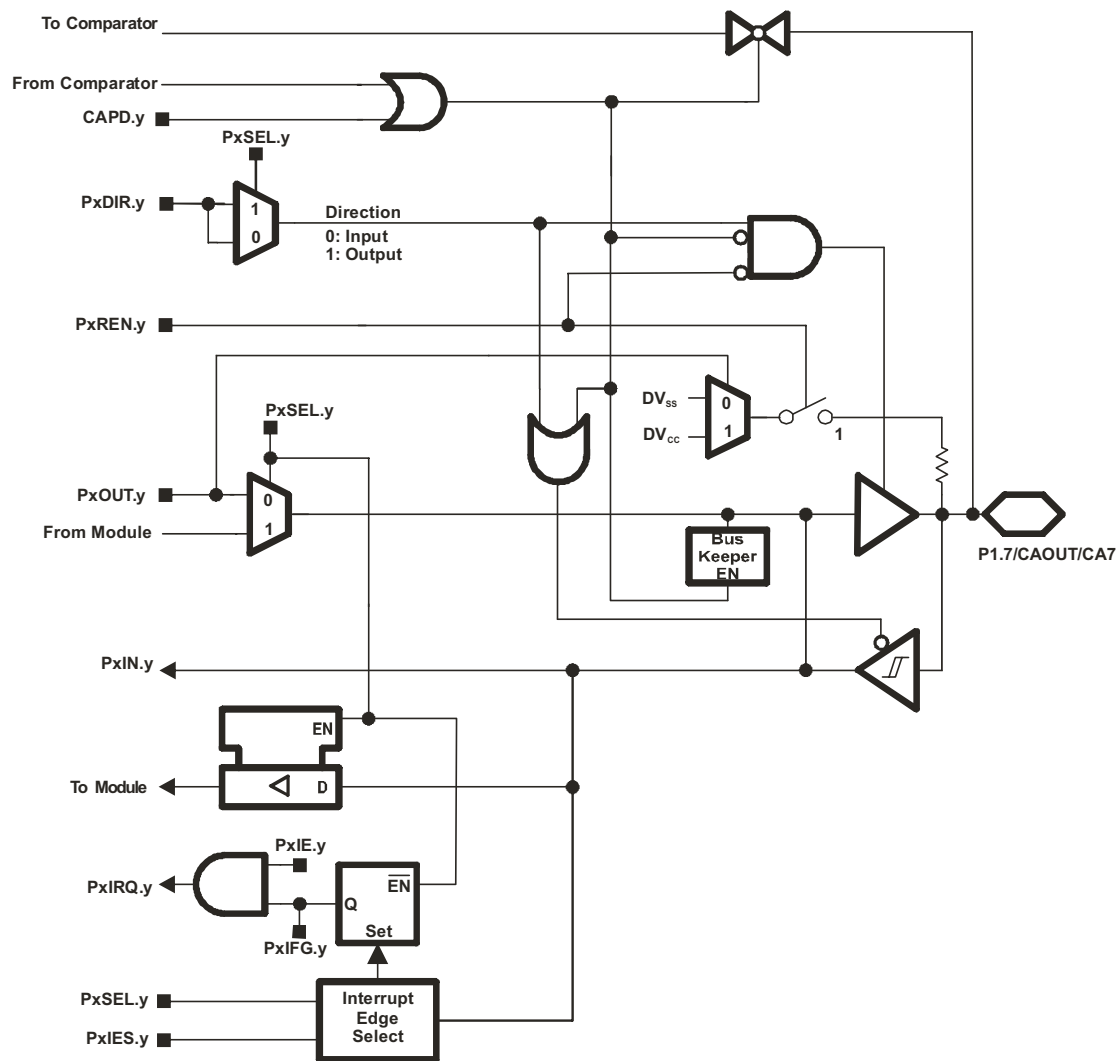 To Comparator
From Comparator
CAPD.y
PxSEL.y
PxDIR.y
1
0
Direction
0: Input
1: Output
PxREN.y
DVSS
0
DVCC
1
1
PxSEL.y
PxOUT.y
0
From Module
1
Bus
Keeper
EN
P1.7/CAOUT/CA7
PxIN.y
EN
To Module
D
PxIE.y
PxIRQ.y
EN
Q
Set
PxIFG.y
PxSEL.y
PxIES.y
Interrupt
Edge
Select